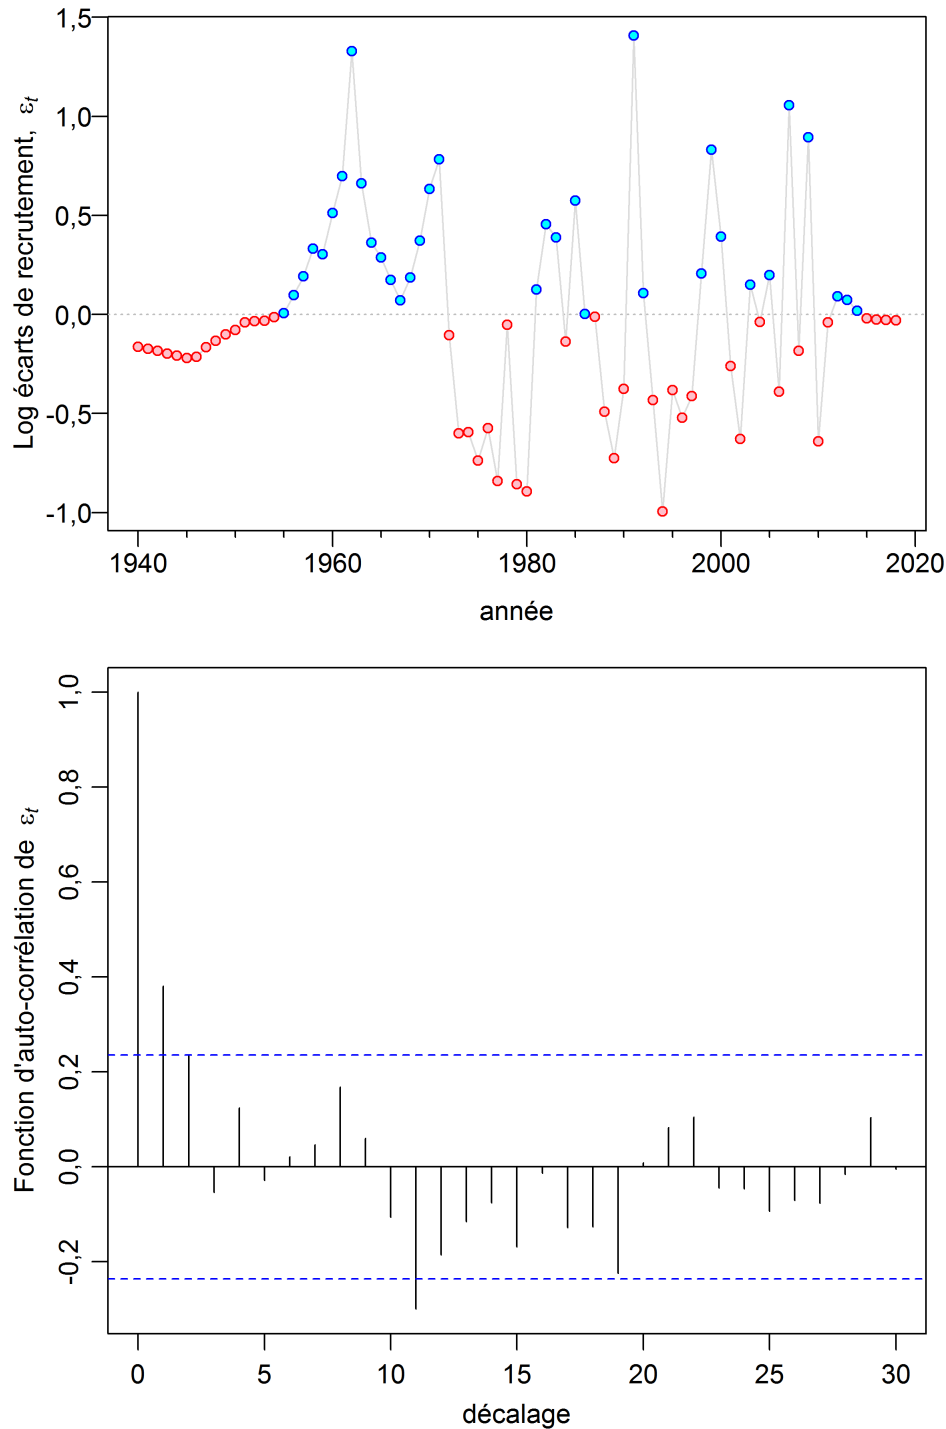 Log écarts de recrutement, εt
1,5
1,0
0,5
0,0
-0,5
-1,0
1940 1960 1980 2000 2020
année
Fonction d'auto-corrélation de εt
1,0
0,8
0,6
0,4
0,2
0,0
-0,2
0 5 10 15 20 25 30
décalage